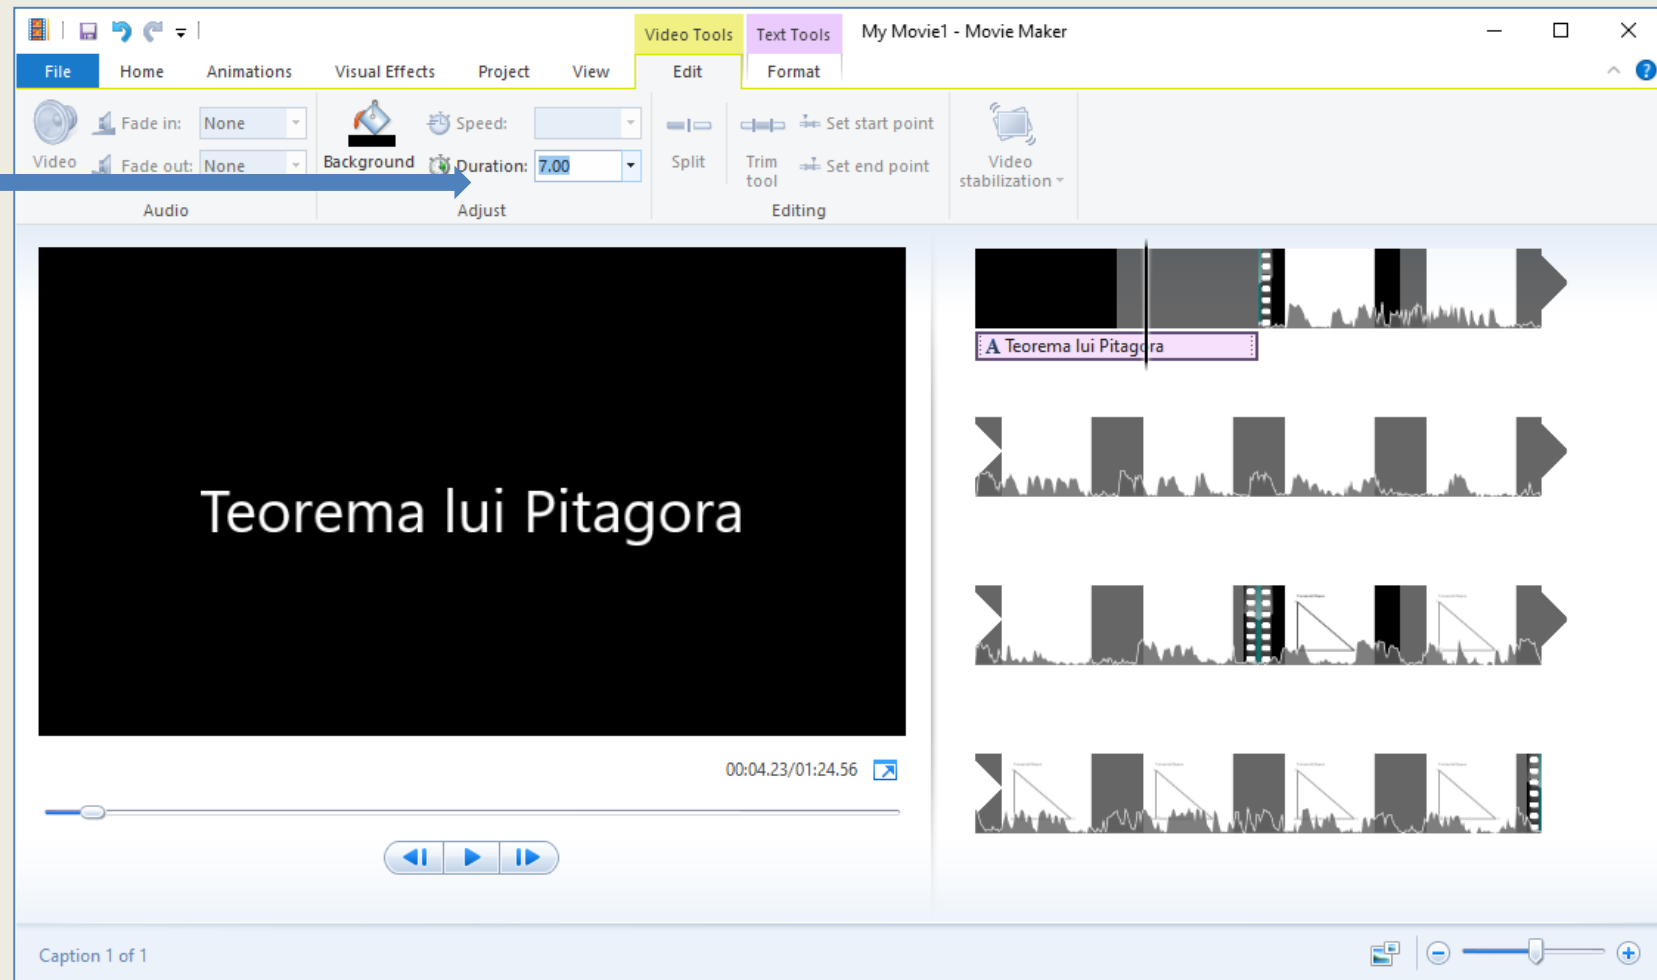 Video Tools Text Tools My Movie1 - Movie Maker
File Home Animations Visual Effects Project View Edit Format
Video
Fade in: None
Fade out: None
Audio
Background
Speed:
Duration: 7.00
Adjust
Split
Trim tool
Set start point
Set end point
Editing
Video
stabilization
Teorema lui Pitagora
00:04.23/01:24.56
A Teorema lui Pitagora
Caption 1 of 1